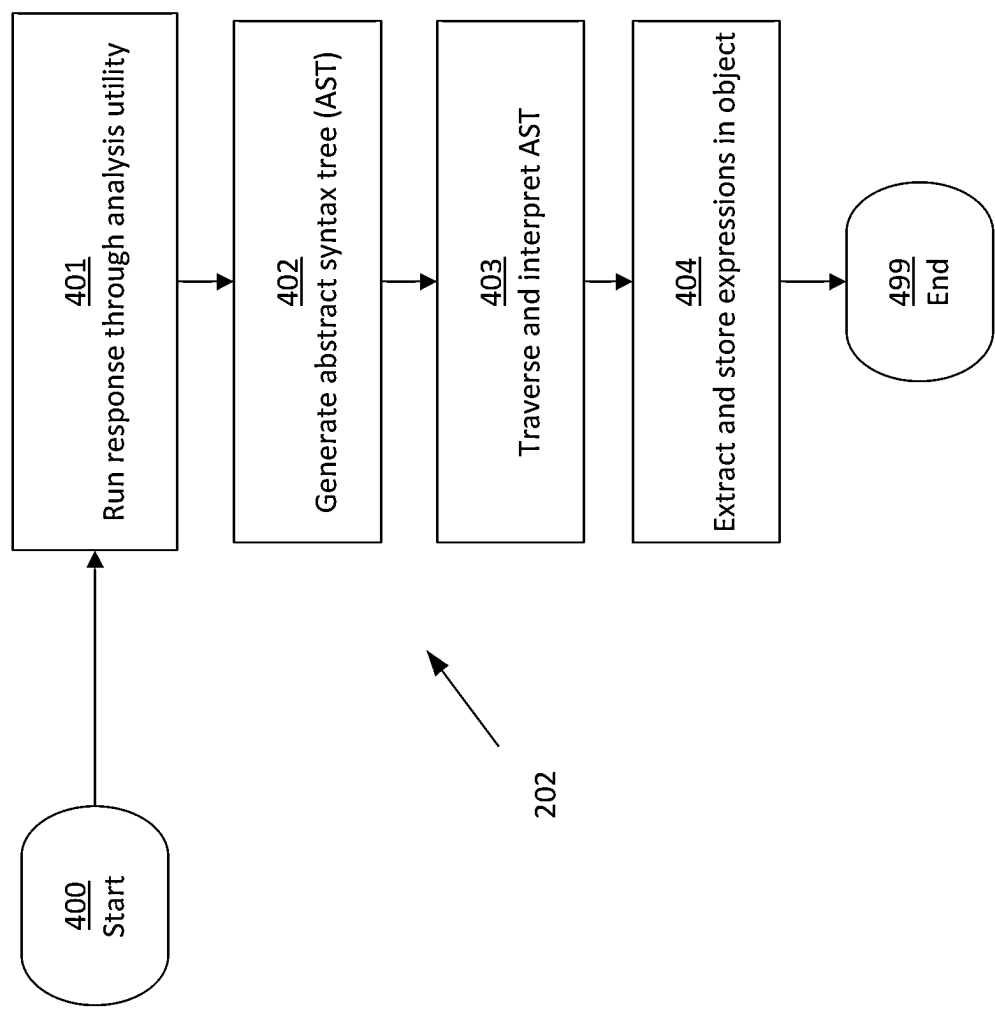 400
Start
401
Run response through analysis utility
402
Generate abstract syntax tree (AST)
403
Traverse and interpret AST
404
Extract and store expressions in object
499
End
202